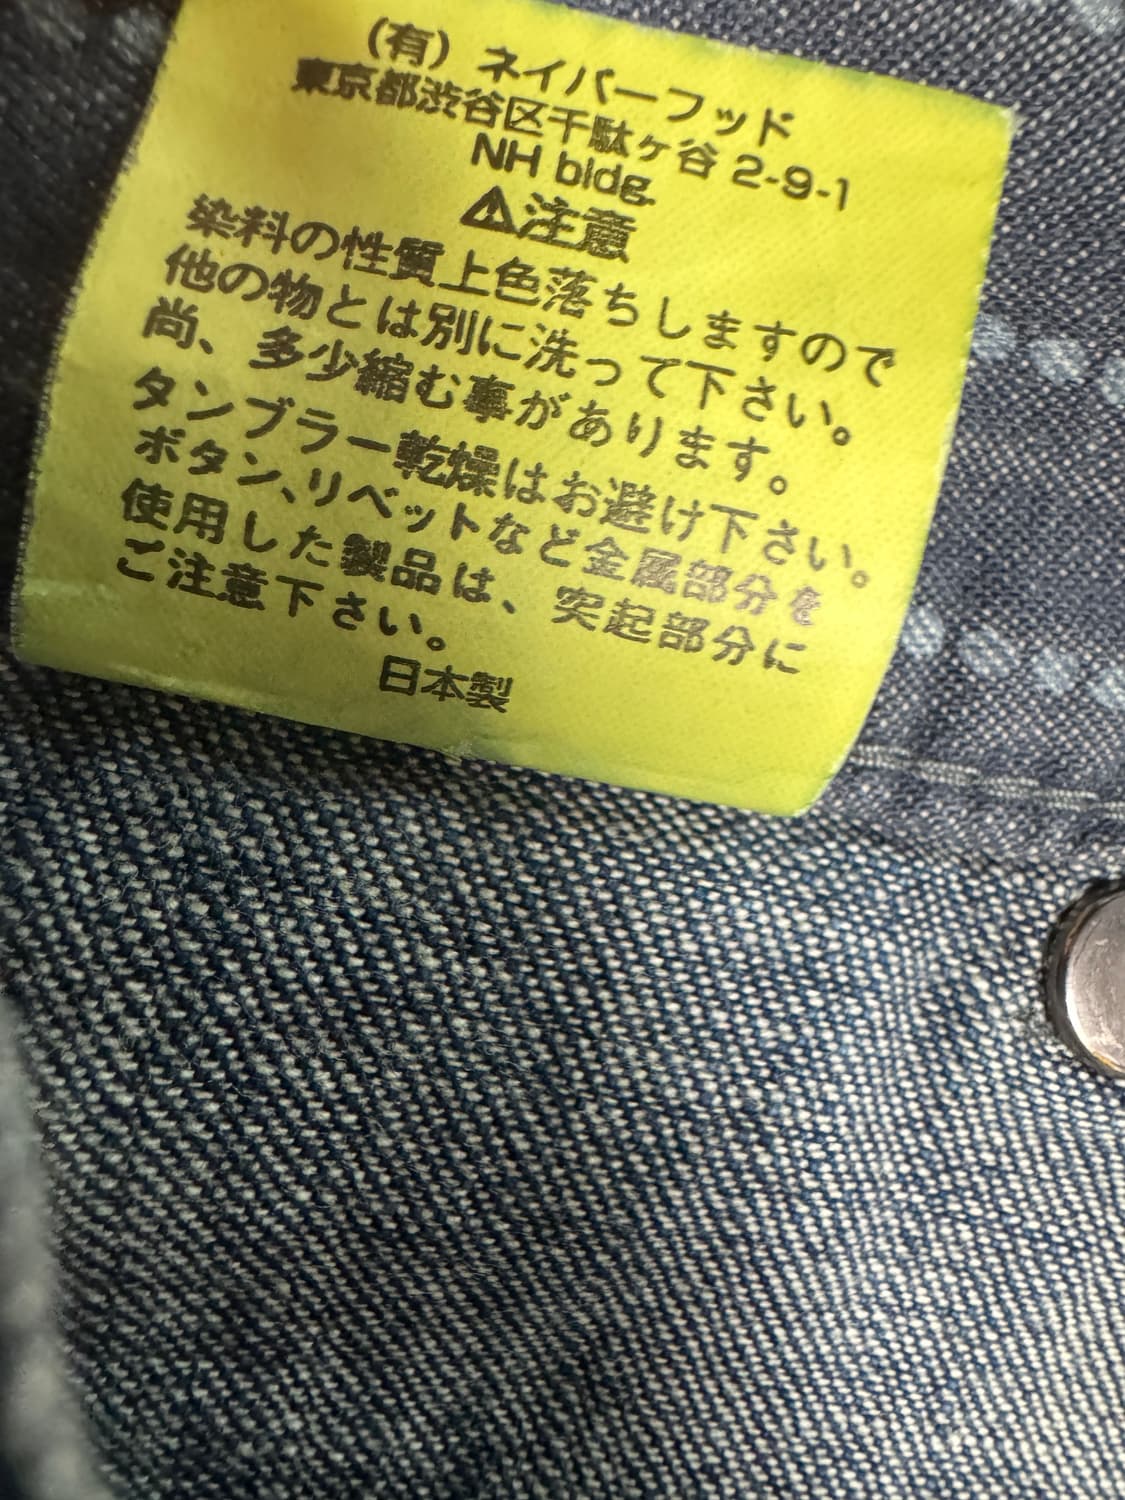 (有) ネイバーフッド
東京都渋谷区千駄ヶ谷 2-9-1
NH bldg.
⚠注意
染料の性質上色落ちしますので
他の物とは別に洗って下さい。
尚、多少縮む事があります。
タンブラー乾燥はお避け下さい。
ボタン、リベットなど金属部分を
使用した製品は、突起部分に
ご注意下さい。
日本製